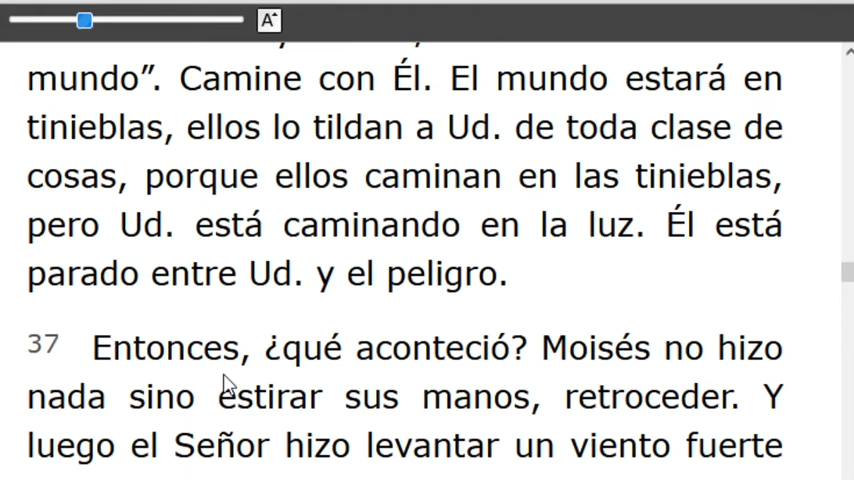 A
mundo”. Camine con Él. El mundo estará en
tinieblas, ellos lo tildan a Ud. de toda clase de
cosas, porque ellos caminan en las tinieblas,
pero Ud. está caminando en la luz. Él está
parado entre Ud. y el peligro.
37 Entonces, ¿qué aconteció? Moisés no hizo
nada sino estirar sus manos, retroceder. Y
luego el Señor hizo levantar un viento fuerte